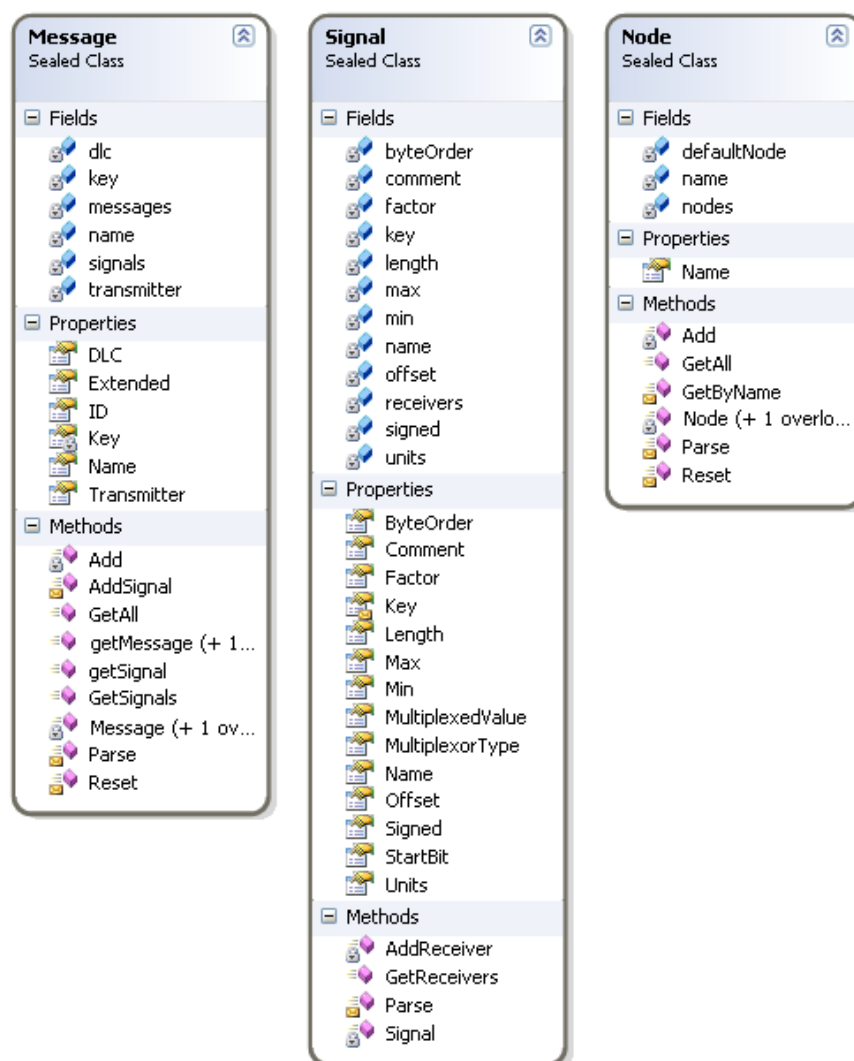 Message
Sealed Class
Fields
dlc
key
messages
name
signals
transmitter
Properties
DLC
Extended
ID
Key
Name
Transmitter
Methods
Add
AddSignal
GetAll
getMessage (+ 1...
getSignal
GetSignals
Message (+ 1 ov...
Parse
Reset
Signal
Sealed Class
Fields
byteOrder
comment
factor
key
length
max
min
name
offset
receivers
signed
units
Properties
ByteOrder
Comment
Factor
Key
Length
Max
Min
MultiplexedValue
MultiplexorType
Name
Offset
Signed
StartBit
Units
Methods
AddReceiver
GetReceivers
Parse
Signal
Node
Sealed Class
Fields
defaultNode
name
nodes
Properties
Name
Methods
Add
GetAll
GetByName
Node (+ 1 overlo...
Parse
Reset